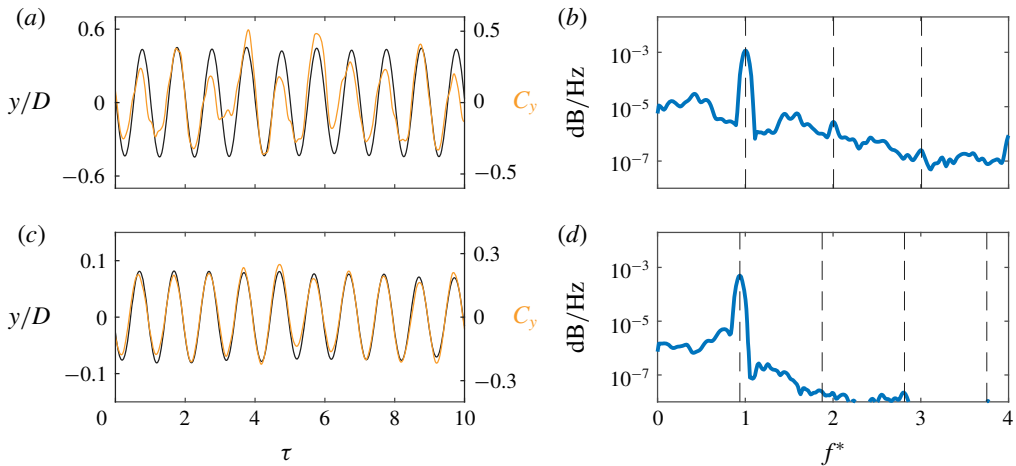 (a)
(b)
0.6
0
−0.6
y/D
0.5
0
−0.5
C_y
dB/Hz
10⁻³
10⁻⁵
10⁻⁷
(c)
(d)
0.1
0
−0.1
y/D
0.3
0
−0.3
C_y
dB/Hz
10⁻³
10⁻⁵
10⁻⁷
0 2 4 6 8 10
0 1 2 3 4
τ
f*